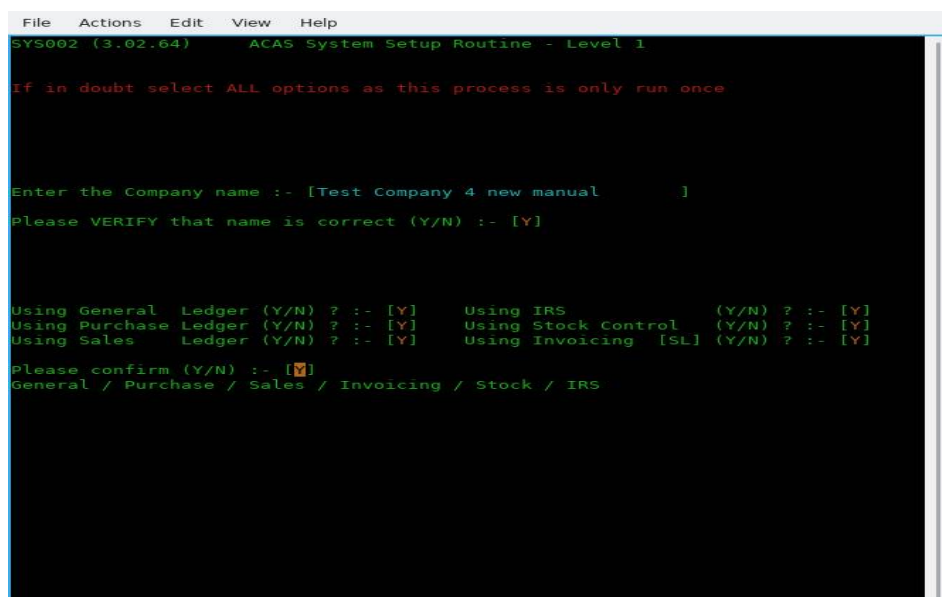 File Actions Edit View Help
SYS002 (3.02.64) ACAS System Setup Routine - Level 1
If in doubt select ALL options as this process is only run once
Enter the Company name :- [Test Company 4 new manual ]
Please VERIFY that name is correct (Y/N) :- [Y]
Using General Ledger (Y/N) ? :- [Y] Using IRS (Y/N) ? :- [Y]
Using Purchase Ledger (Y/N) ? :- [Y] Using Stock Control (Y/N) ? :- [Y]
Using Sales Ledger (Y/N) ? :- [Y] Using Invoicing [SL] (Y/N) ? :- [Y]
Please confirm (Y/N) :- [Y]
General / Purchase / Sales / Invoicing / Stock / IRS